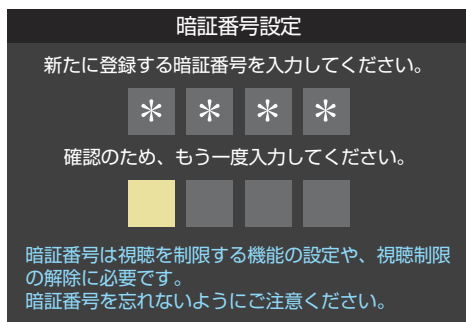 暗証番号設定
新たに登録する暗証番号を入力してください。
＊ ＊ ＊ ＊
確認のため、もう一度入力してください。
暗証番号は視聴を制限する機能の設定や、視聴制限
の解除に必要です。
暗証番号を忘れないようにご注意ください。